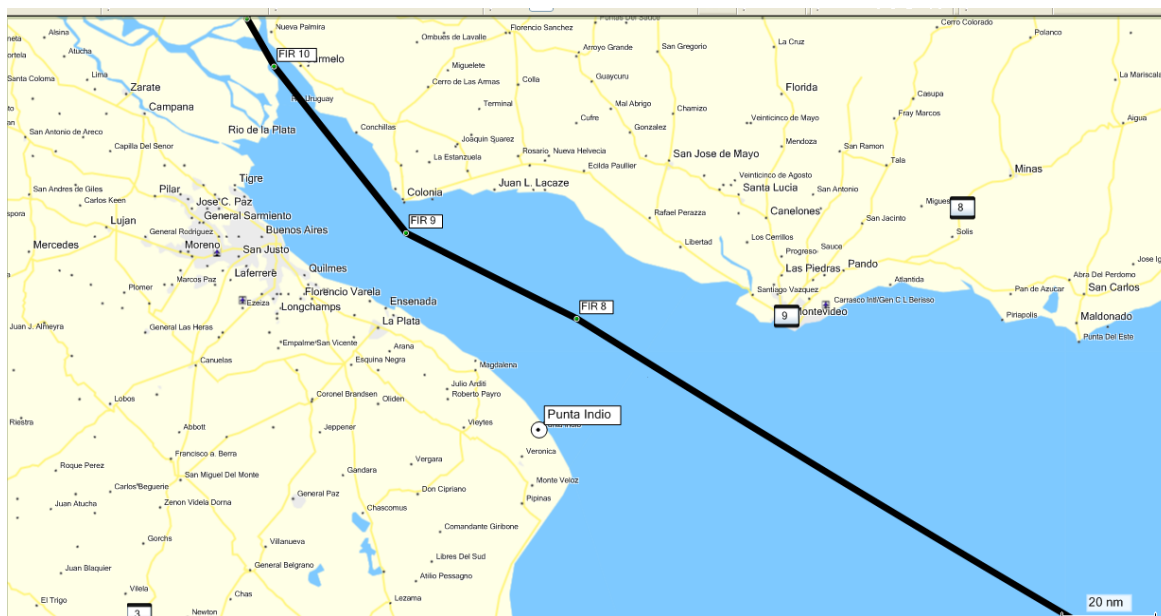 Nueva Palmira
Florencio Sanchez
Cerro Colorado
Alsina
Ombues de Lavalle
Polanco
Atucha
FIR 10
Arroyo Grande
San Gregorio
La Cruz
Miguelete
La Mariscala
Santa Coloma
Lima
Cerro de Las Armas
Colla
Guaycuru
Zarate
Florida
Casupa
Campana
Uruguay
Terminal
Mal Abrigo
Chamizo
Fray Marcos
Rio de la Plata
Conchillas
Cufre
Gonzalez
Veinticinco de Mayo
Aigua
San Antonio de Areco
Joaquin Suarez
Capilla Del Senor
La Estanzuela
Rosario
Nueva Helvecia
San Jose de Mayo
Mendoza
San Ramon
Ecilda Paullier
Tala
Minas
Tigre
Veinticinco de Agosto
San Andres de Giles
Pilar
Colonia
Juan L. Lacaze
Santa Lucia
San Antonio
Carlos Keen
Jose C. Paz
Migues
8
Lujan
General Sarmiento
FIR 9
Rafael Perazza
Canelones
San Jacinto
General Rodriguez
Buenos Aires
Los Cerrillos
Solis
Mercedes
Moreno
San Justo
Libertad
Progreso
Sauce
Laferrere
Quilmes
Las Piedras
Pando
Marcos Paz
Atlantida
Abra Del Perdomo
Plomer
Florencio Varela
Santiago Vazquez
Pan de Azucar
San Carlos
Ezeiza
Longchamps
Ensenada
FIR 8
Carrasco Intl/Gen C.L Berisso
9
Piriapolis
Maldonado
Juan J. Almeyra
General Las Heras
La Plata
Punta Del Este
Empalme San Vicente
Arana
Canuelas
Esquina Negra
Magdalena
Julio Arditi
Lobos
Coronel Brandsen
Oliden
Roberto Payro
Punta Indio
Riestra
Abbott
Jeppener
Vieytes
Francisco a. Berra
Veronica
Roque Perez
Vergara
San Miguel Del Monte
Gandara
Monte Veloz
Carlos Beguerie
General Paz
Don Cipriano
Pipinas
Juan Atucha
Zenon Videla Dorna
Chascomus
Comandante Giribone
Gorchs
Villanueva
Libres Del Sud
Juan Blaquier
General Belgrano
Atilio Pessagno
Vilela
Chas
El Trigo
Lezama
20 nm
3
Newton